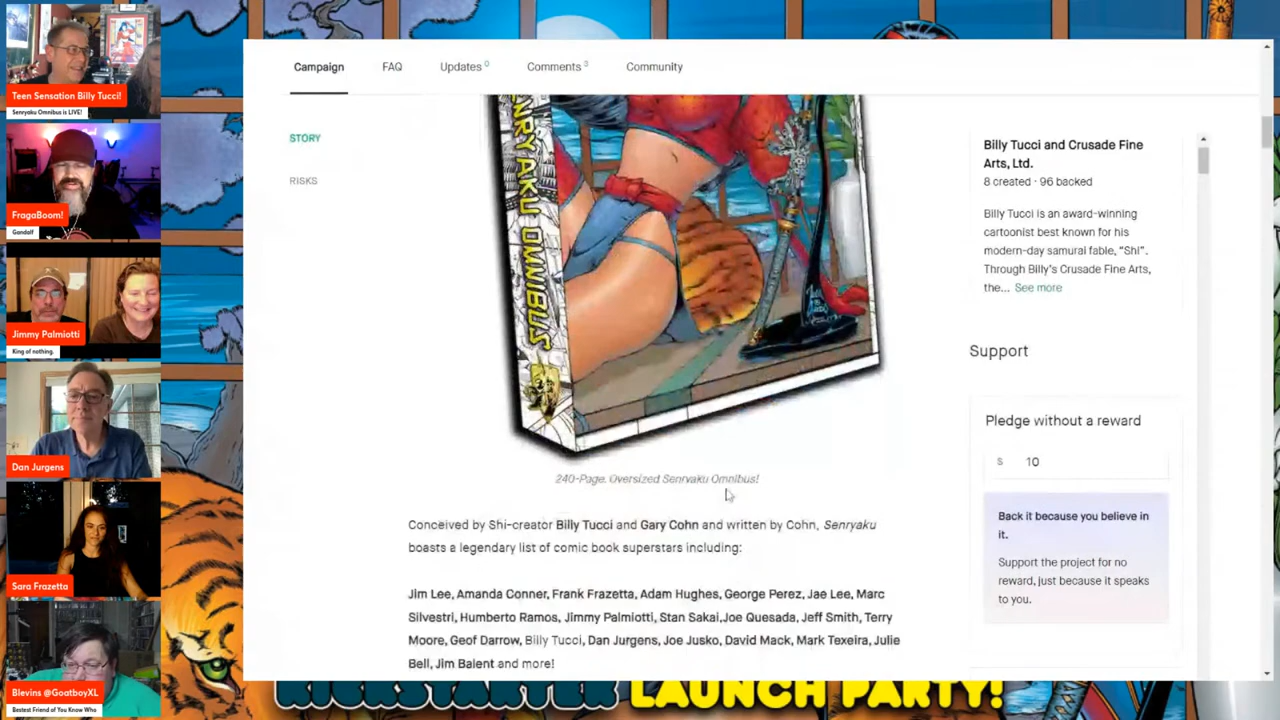 Teen Sensation Billy Tucci!
Senryaku Omnibus is LIVE!
FragaBoom!
Gandalf
Jimmy Palmiotti
King of nothing.
Dan Jurgens
Sara Frazetta
Blevins @GoatboyXL
Bestest Friend of You Know Who
Campaign
FAQ
Updates 0
Comments 3
Community
STORY
RISKS
ENRYAKU OMNIBUS
240-Page, Oversized Senryaku Omnibus!
Conceived by Shi-creator Billy Tucci and Gary Cohn and written by Cohn, Senryaku
boasts a legendary list of comic book superstars including:
Jim Lee, Amanda Conner, Frank Frazetta, Adam Hughes, George Perez, Jae Lee, Marc
Silvestri, Humberto Ramos, Jimmy Palmiotti, Stan Sakai,Joe Quesada, Jeff Smith, Terry
Moore, Geof Darrow, Billy Tucci, Dan Jurgens, Joe Jusko, David Mack, Mark Texeira, Julie
Bell, Jim Balent and more!
Billy Tucci and Crusade Fine
Arts, Ltd.
8 created · 96 backed
Billy Tucci is an award-winning
cartoonist best known for his
modern-day samurai fable, “Shi”.
Through Billy's Crusade Fine Arts,
the... See more
Support
Pledge without a reward
$ 10
Back it because you believe in
it.
Support the project for no
reward, just because it speaks
to you.
KICKSTARTER LAUNCH PARTY!